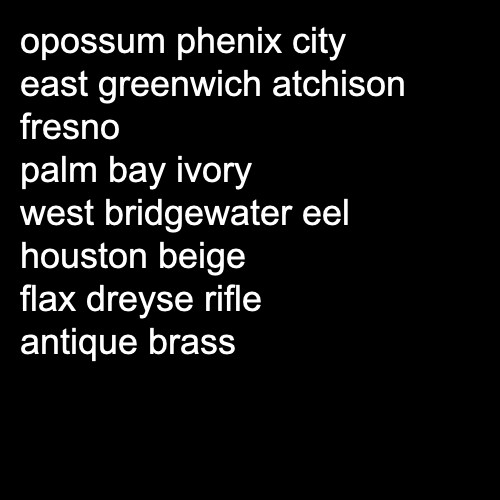 opossum phenix city
east greenwich atchison
fresno
palm bay ivory
west bridgewater eel
houston beige
flax dreyse rifle
antique brass